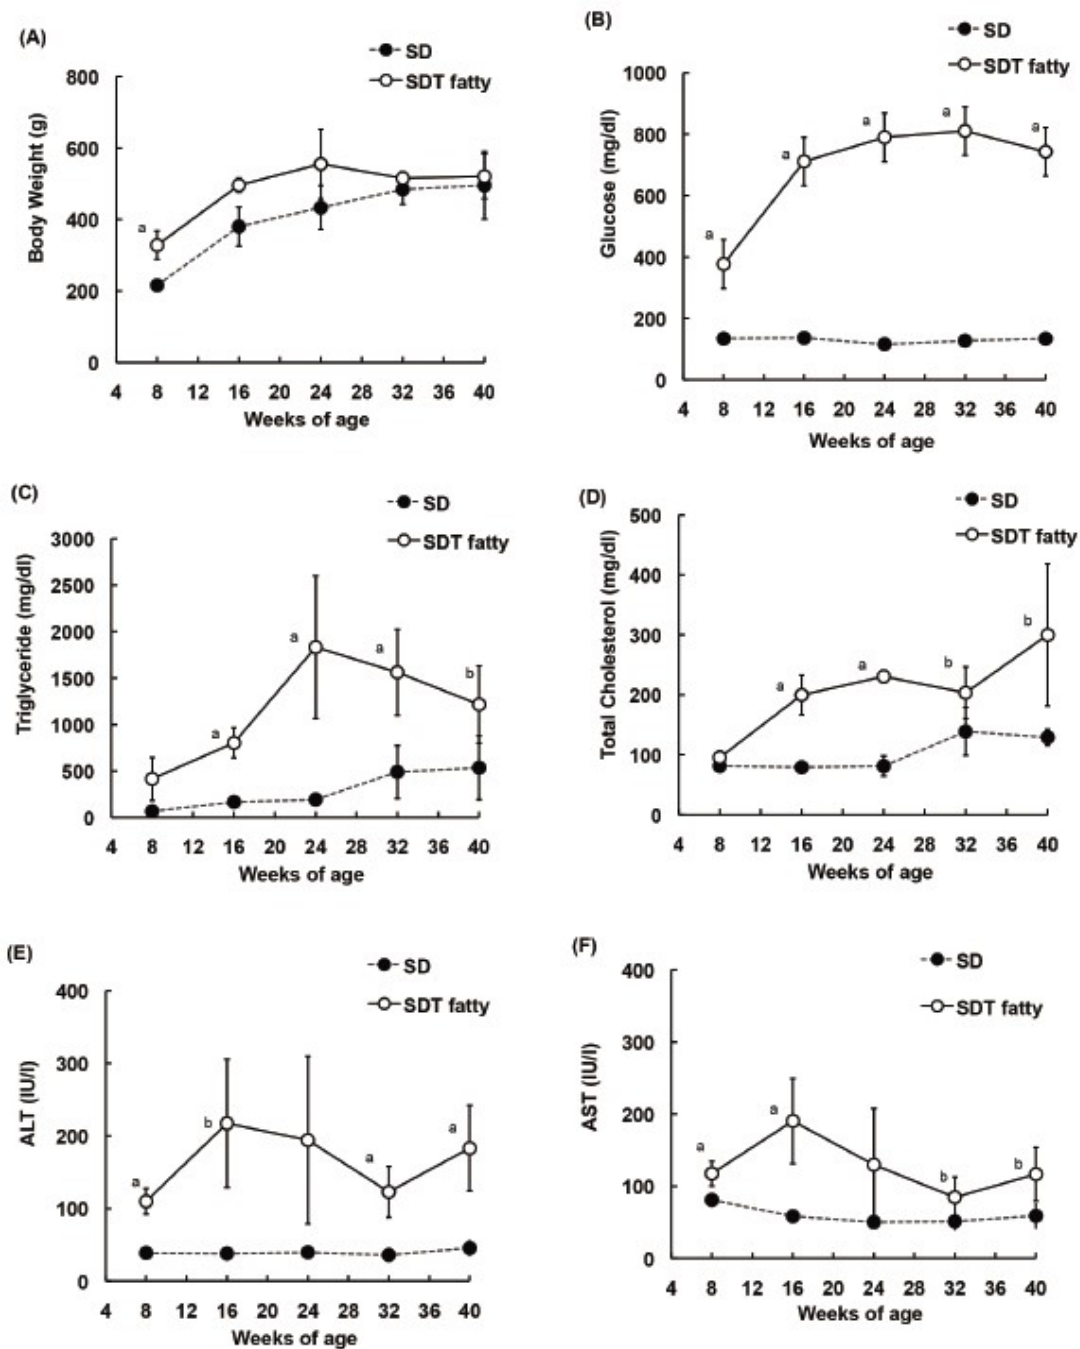 (A)
SD
SDT fatty
Body Weight (g)
800
600
400
200
0
a
4 8 12 16 20 24 28 32 36 40
Weeks of age
(B)
SD
SDT fatty
Glucose (mg/dl)
1000
800
600
400
200
0
a a a a a
4 8 12 16 20 24 28 32 36 40
Weeks of age
(C)
SD
SDT fatty
Triglyceride (mg/dl)
3000
2500
2000
1500
1000
500
0
a a a b
4 8 12 16 20 24 28 32 36 40
Weeks of age
(D)
SD
SDT fatty
Total Cholesterol (mg/dl)
500
400
300
200
100
0
a a b b
4 8 12 16 20 24 28 32 36 40
Weeks of age
(E)
SD
SDT fatty
ALT (IU/l)
400
300
200
100
0
a b a a
4 8 12 16 20 24 28 32 36 40
Weeks of age
(F)
SD
SDT fatty
AST (IU/l)
400
300
200
100
0
a a b b
4 8 12 16 20 24 28 32 36 40
Weeks of age